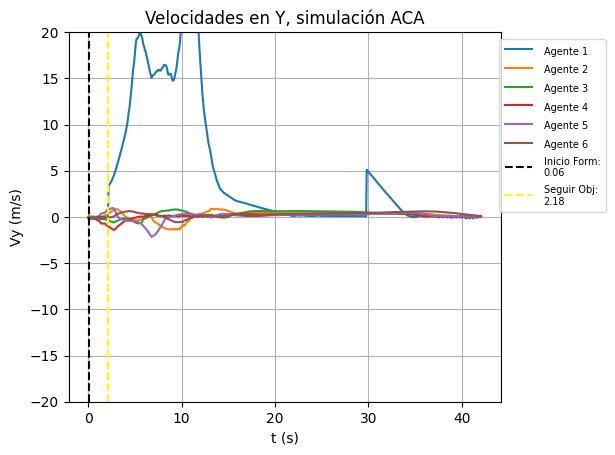 Velocidades en Y, simulación ACA
Vy (m/s)
20
15
10
5
0
−5
−10
−15
−20
0
10
20
30
40
t (s)
Agente 1
Agente 2
Agente 3
Agente 4
Agente 5
Agente 6
Inicio Form:
0.06
Seguir Obj:
2.18